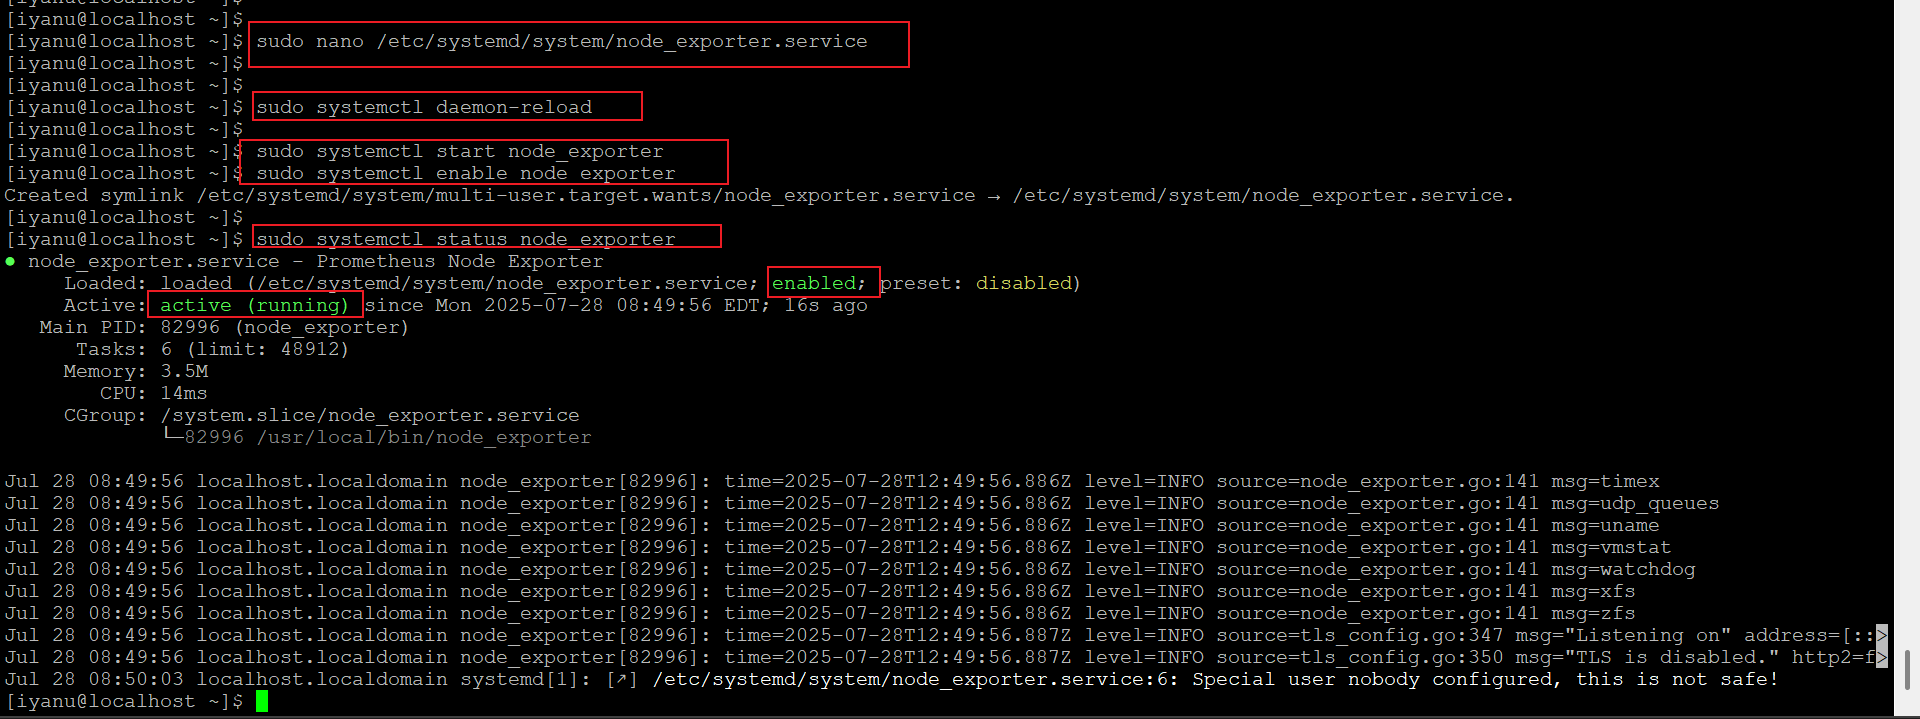 [iyanu@localhost ~]$
[iyanu@localhost ~]$
[iyanu@localhost ~]$ sudo nano /etc/systemd/system/node_exporter.service
[iyanu@localhost ~]$
[iyanu@localhost ~]$
[iyanu@localhost ~]$ sudo systemctl daemon-reload
[iyanu@localhost ~]$
[iyanu@localhost ~]$ sudo systemctl start node_exporter
[iyanu@localhost ~]$ sudo systemctl enable node_exporter
Created symlink /etc/systemd/system/multi-user.target.wants/node_exporter.service → /etc/systemd/system/node_exporter.service.
[iyanu@localhost ~]$
[iyanu@localhost ~]$ sudo systemctl status node_exporter
● node_exporter.service - Prometheus Node Exporter
Loaded: loaded (/etc/systemd/system/node_exporter.service; enabled; preset: disabled)
Active: active (running) since Mon 2025-07-28 08:49:56 EDT; 16s ago
Main PID: 82996 (node_exporter)
Tasks: 6 (limit: 48912)
Memory: 3.5M
CPU: 14ms
CGroup: /system.slice/node_exporter.service
└─82996 /usr/local/bin/node_exporter
Jul 28 08:49:56 localhost.localdomain node_exporter[82996]: time=2025-07-28T12:49:56.886Z level=INFO source=node_exporter.go:141 msg=timex
Jul 28 08:49:56 localhost.localdomain node_exporter[82996]: time=2025-07-28T12:49:56.886Z level=INFO source=node_exporter.go:141 msg=udp_queues
Jul 28 08:49:56 localhost.localdomain node_exporter[82996]: time=2025-07-28T12:49:56.886Z level=INFO source=node_exporter.go:141 msg=uname
Jul 28 08:49:56 localhost.localdomain node_exporter[82996]: time=2025-07-28T12:49:56.886Z level=INFO source=node_exporter.go:141 msg=vmstat
Jul 28 08:49:56 localhost.localdomain node_exporter[82996]: time=2025-07-28T12:49:56.886Z level=INFO source=node_exporter.go:141 msg=watchdog
Jul 28 08:49:56 localhost.localdomain node_exporter[82996]: time=2025-07-28T12:49:56.886Z level=INFO source=node_exporter.go:141 msg=xfs
Jul 28 08:49:56 localhost.localdomain node_exporter[82996]: time=2025-07-28T12:49:56.886Z level=INFO source=node_exporter.go:141 msg=zfs
Jul 28 08:49:56 localhost.localdomain node_exporter[82996]: time=2025-07-28T12:49:56.887Z level=INFO source=tls_config.go:347 msg="Listening on" address=[::>
Jul 28 08:49:56 localhost.localdomain node_exporter[82996]: time=2025-07-28T12:49:56.887Z level=INFO source=tls_config.go:350 msg="TLS is disabled." http2=f>
Jul 28 08:50:03 localhost.localdomain systemd[1]: [↗] /etc/systemd/system/node_exporter.service:6: Special user nobody configured, this is not safe!
[iyanu@localhost ~]$